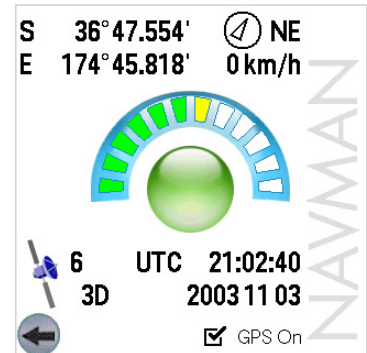 S 36°47.554' NE
E 174°45.818' 0 km/h
NAVMAN
6 UTC 21:02:40
3D 2003 11 03
GPS On